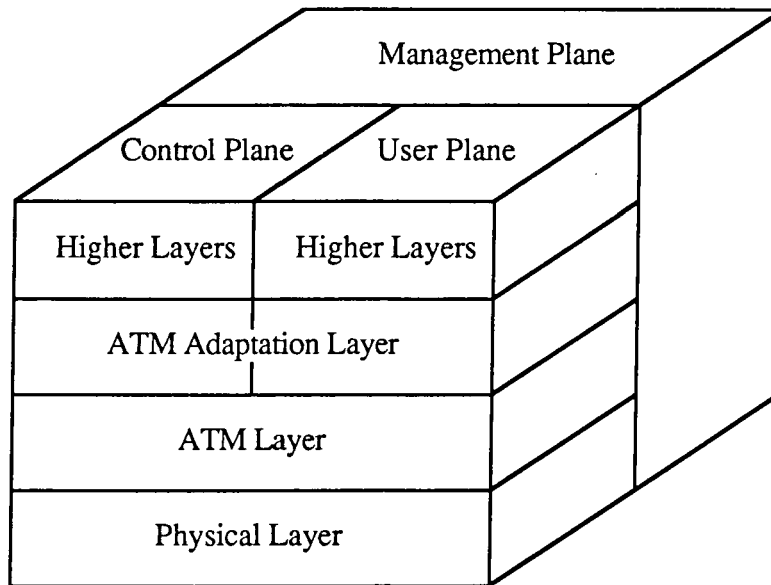 Management Plane
Control Plane
User Plane
Higher Layers
Higher Layers
ATM Adaptation Layer
ATM Layer
Physical Layer